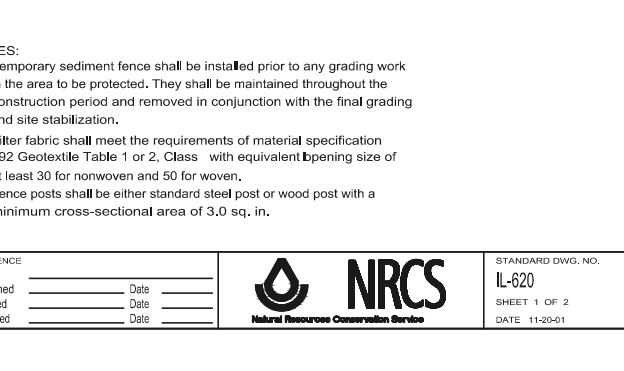 ES:
emporary sediment fence shall be installed prior to any grading work
n the area to be protected. They shall be maintained throughout the
onstruction period and removed in conjunction with the final grading
nd site stabilization.
ilter fabric shall meet the requirements of material specification
92 Geotextile Table 1 or 2, Class with equivalent opening size of
t least 30 for nonwoven and 50 for woven.
ence posts shall be either standard steel post or wood post with a
ninimum cross-sectional area of 3.0 sq. in.
ENCE
ned Date
ed Date
ed Date
NRCS
Natural Resources Conservation Service
STANDARD DWG. NO.
IL-620
SHEET 1 OF 2
DATE 11-20-01